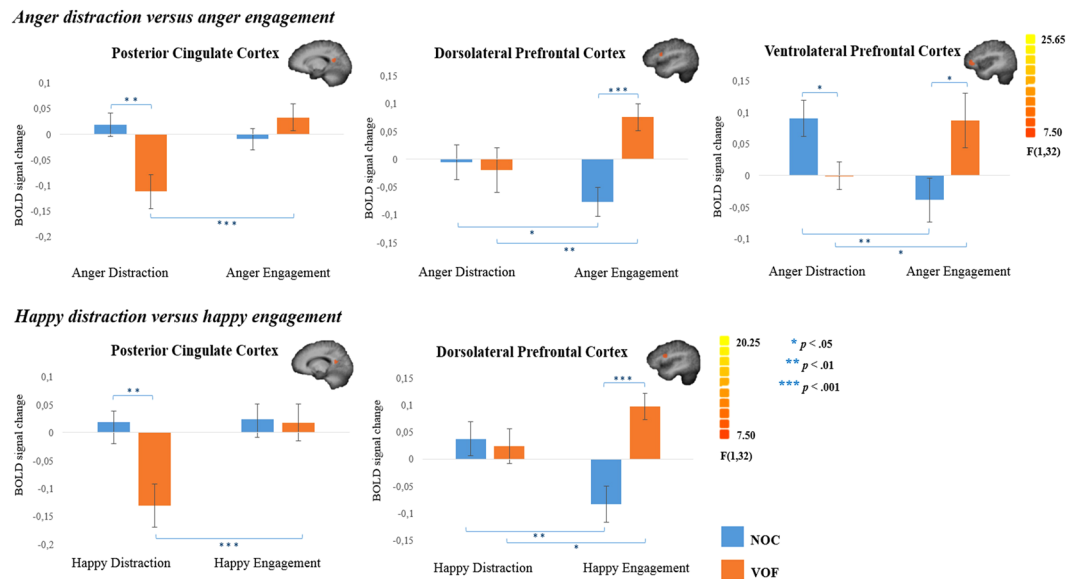 Anger distraction versus anger engagement
Posterior Cingulate Cortex
0,1
0,05
0
-0,05
-0,1
-0,15
-0,2
BOLD signal change
**
***
Anger Distraction
Anger Engagement
Dorsolateral Prefrontal Cortex
0,15
0,1
0,05
0
-0,05
-0,1
-0,15
BOLD signal change
***
*
**
Anger Distraction
Anger Engagement
Ventrolateral Prefrontal Cortex
0,15
0,1
0,05
0
-0,05
-0,1
BOLD signal change
*
*
**
*
Anger Distraction
Anger Engagement
25.65
7.50
F(1,32)
Happy distraction versus happy engagement
Posterior Cingulate Cortex
0,1
0,05
0
-0,05
-0,1
-0,15
-0,2
BOLD signal change
**
***
Happy Distraction
Happy Engagement
Dorsolateral Prefrontal Cortex
0,15
0,1
0,05
0
-0,05
-0,1
-0,15
BOLD signal change
***
**
*
Happy Distraction
Happy Engagement
20.25
7.50
F(1,32)
* p < .05
** p < .01
*** p < .001
NOC
VOF